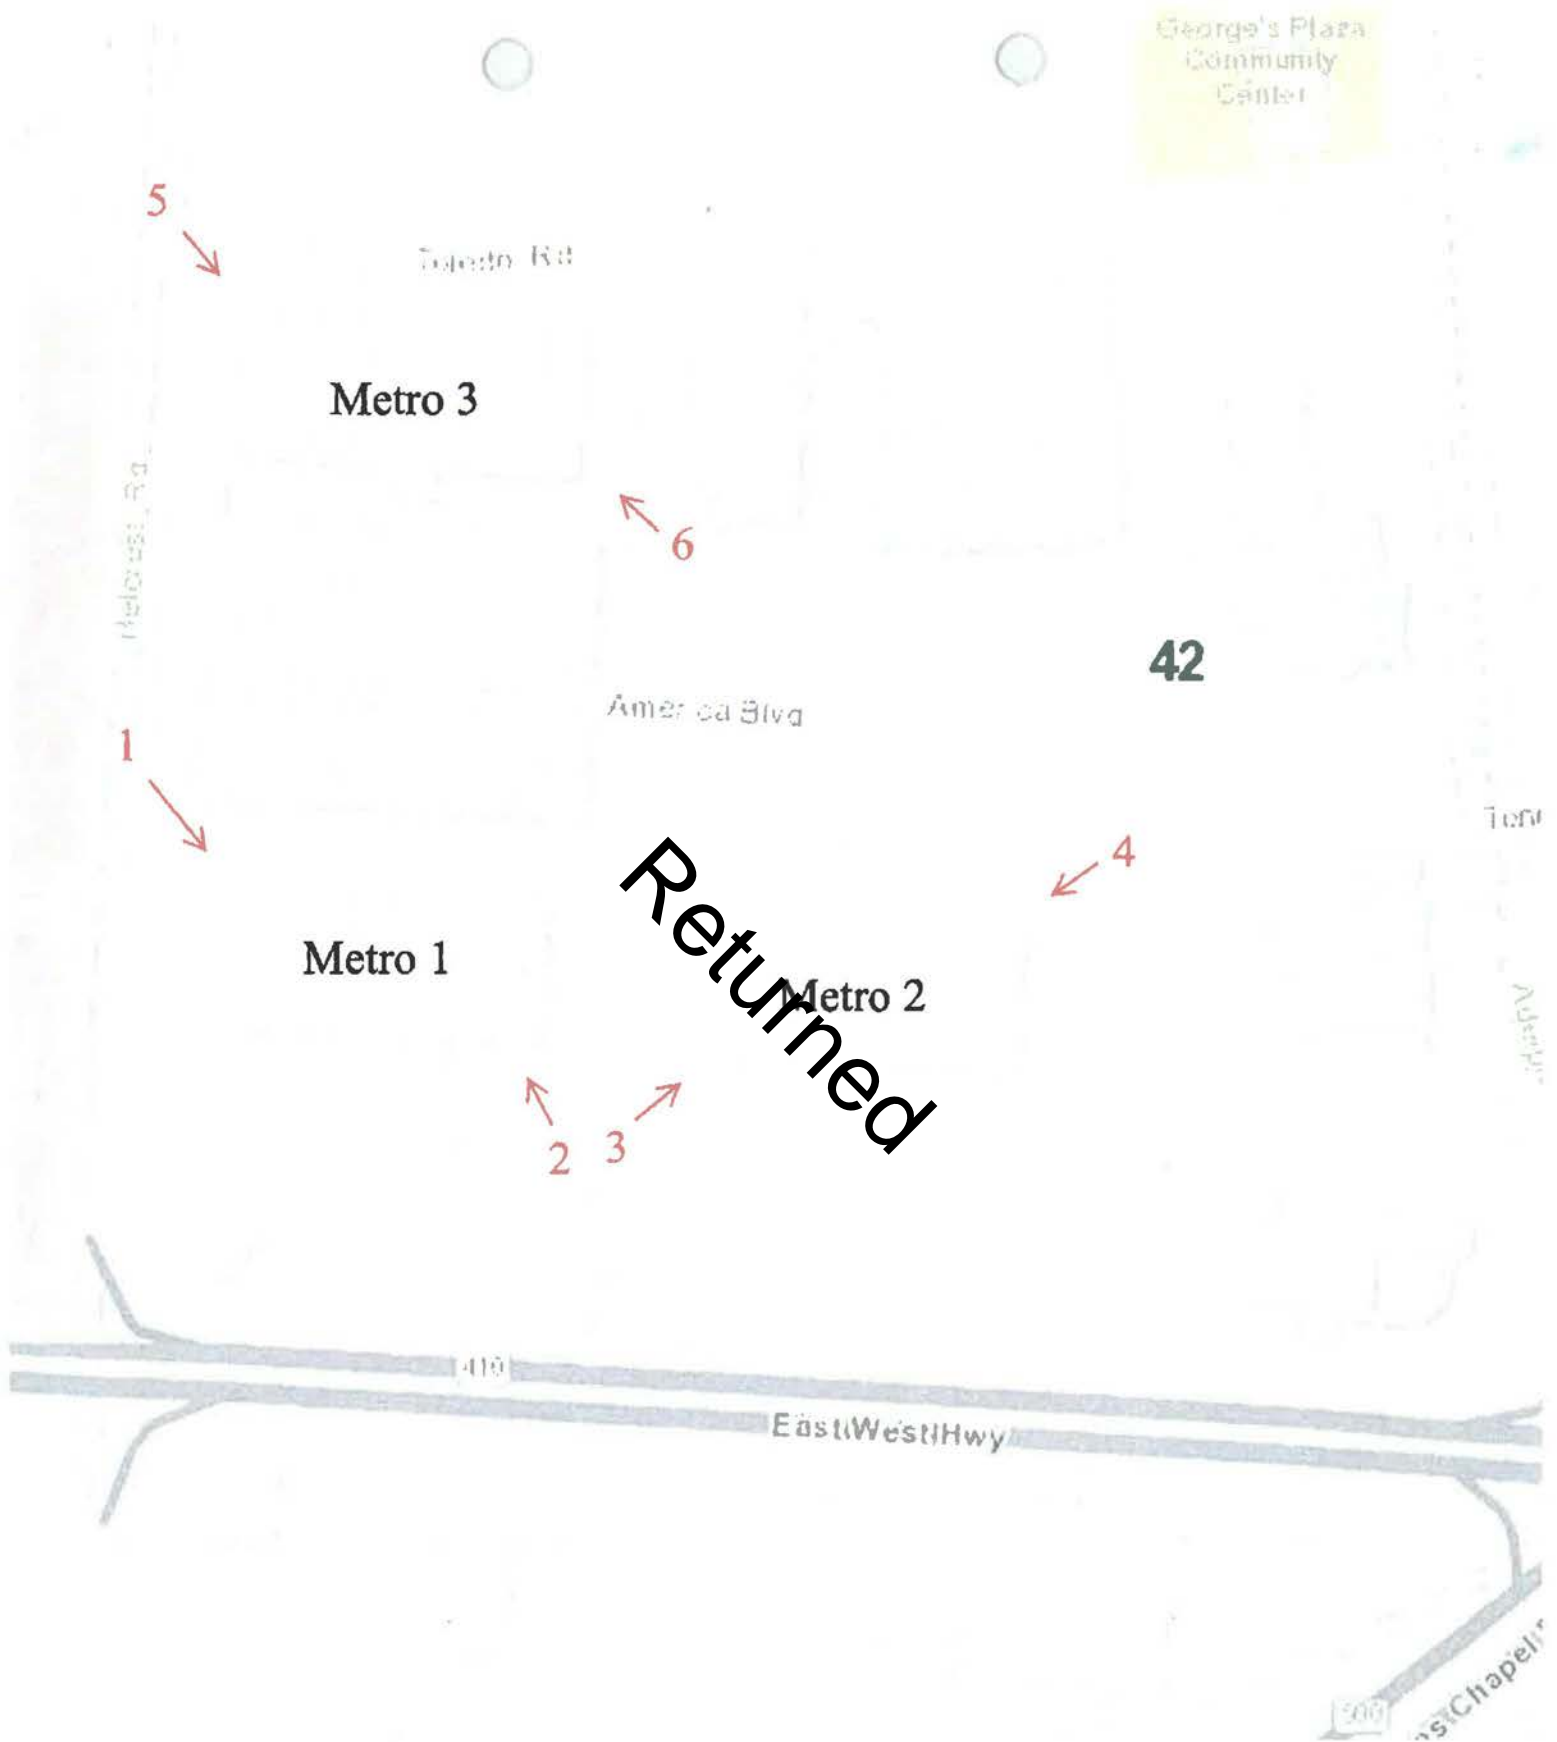 George's Plaza
Community
Center
5
Toledo Rd
Metro 3
6
42
America Blvd
1
4
Metro 1
Metro 2
Returned
2
3
410
East West Hwy
500